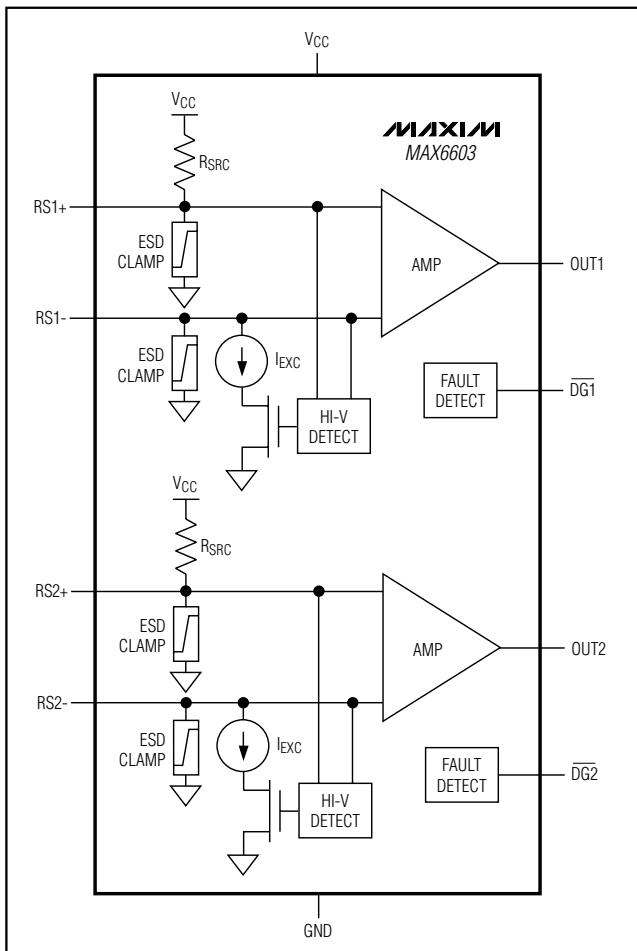 VCC
VCC
MAXIM
MAX6603
RSRC
RS1+
ESD
CLAMP
AMP
OUT1
RS1-
ESD
CLAMP
IEXC
FAULT
DETECT
DG1
HI-V
DETECT
VCC
RSRC
RS2+
ESD
CLAMP
AMP
OUT2
RS2-
ESD
CLAMP
IEXC
FAULT
DETECT
DG2
HI-V
DETECT
GND